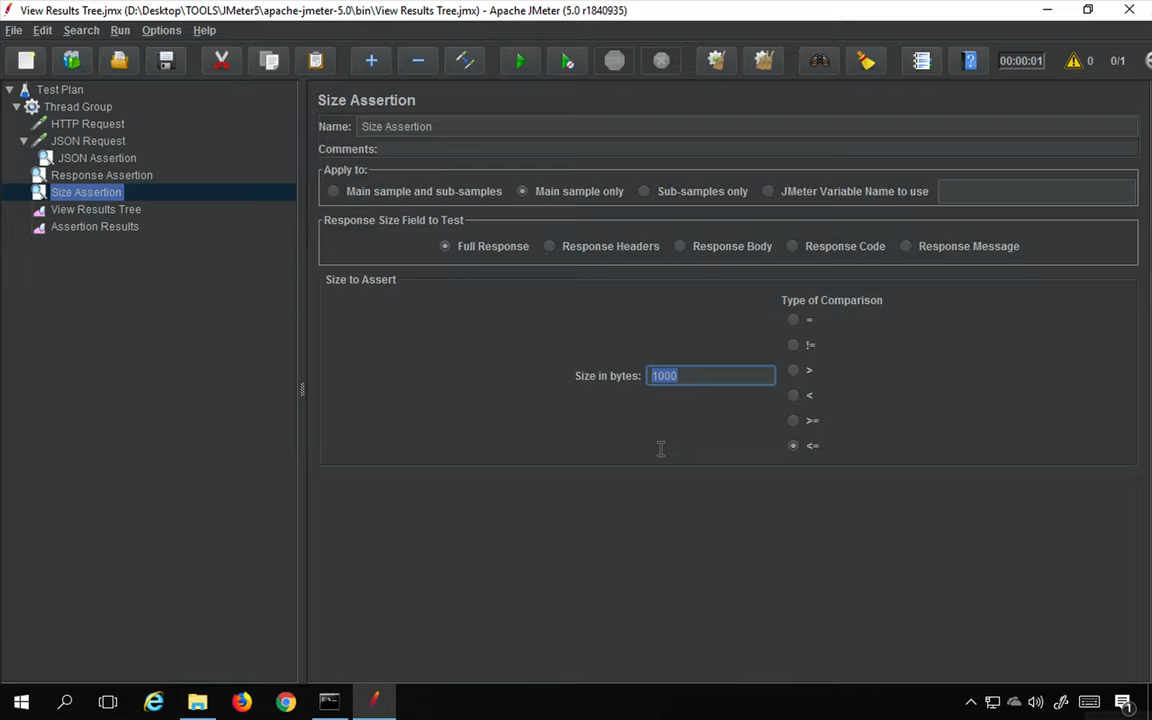 View Results Tree.jmx (D:\Desktop\TOOLS\JMeter5\apache-jmeter-5.0\bin\View Results Tree.jmx) - Apache JMeter (5.0 r1840935)
File Edit Search Run Options Help
00:00:01 0 0/1
Test Plan
Thread Group
HTTP Request
JSON Request
JSON Assertion
Response Assertion
Size Assertion
View Results Tree
Assertion Results
Size Assertion
Name: Size Assertion
Comments:
Apply to:
Main sample and sub-samples Main sample only Sub-samples only JMeter Variable Name to use
Response Size Field to Test
Full Response Response Headers Response Body Response Code Response Message
Size to Assert
Type of Comparison
=
!=
Size in bytes: 1000
>
<
>=
<=
1